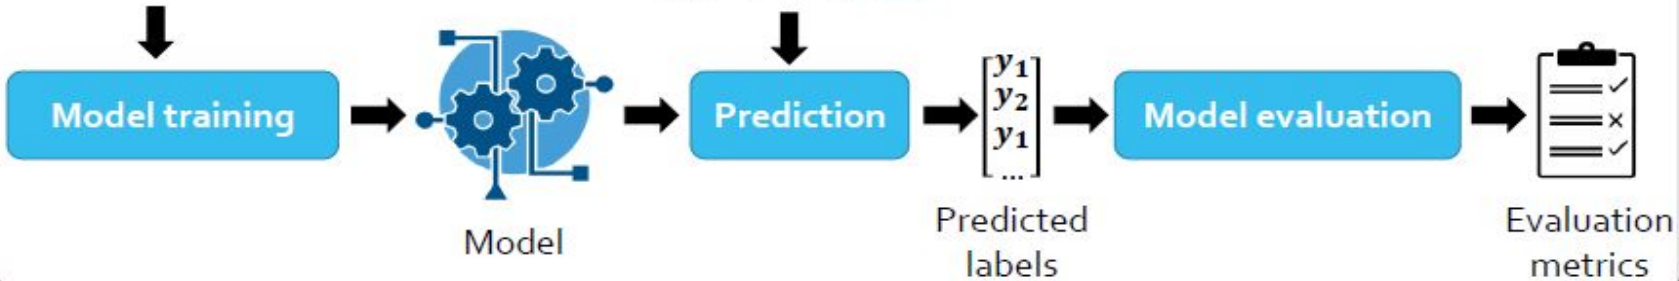 Model training
Model
Prediction
y₁
y₂
y₁
...
Predicted
labels
Model evaluation
Evaluation
metrics